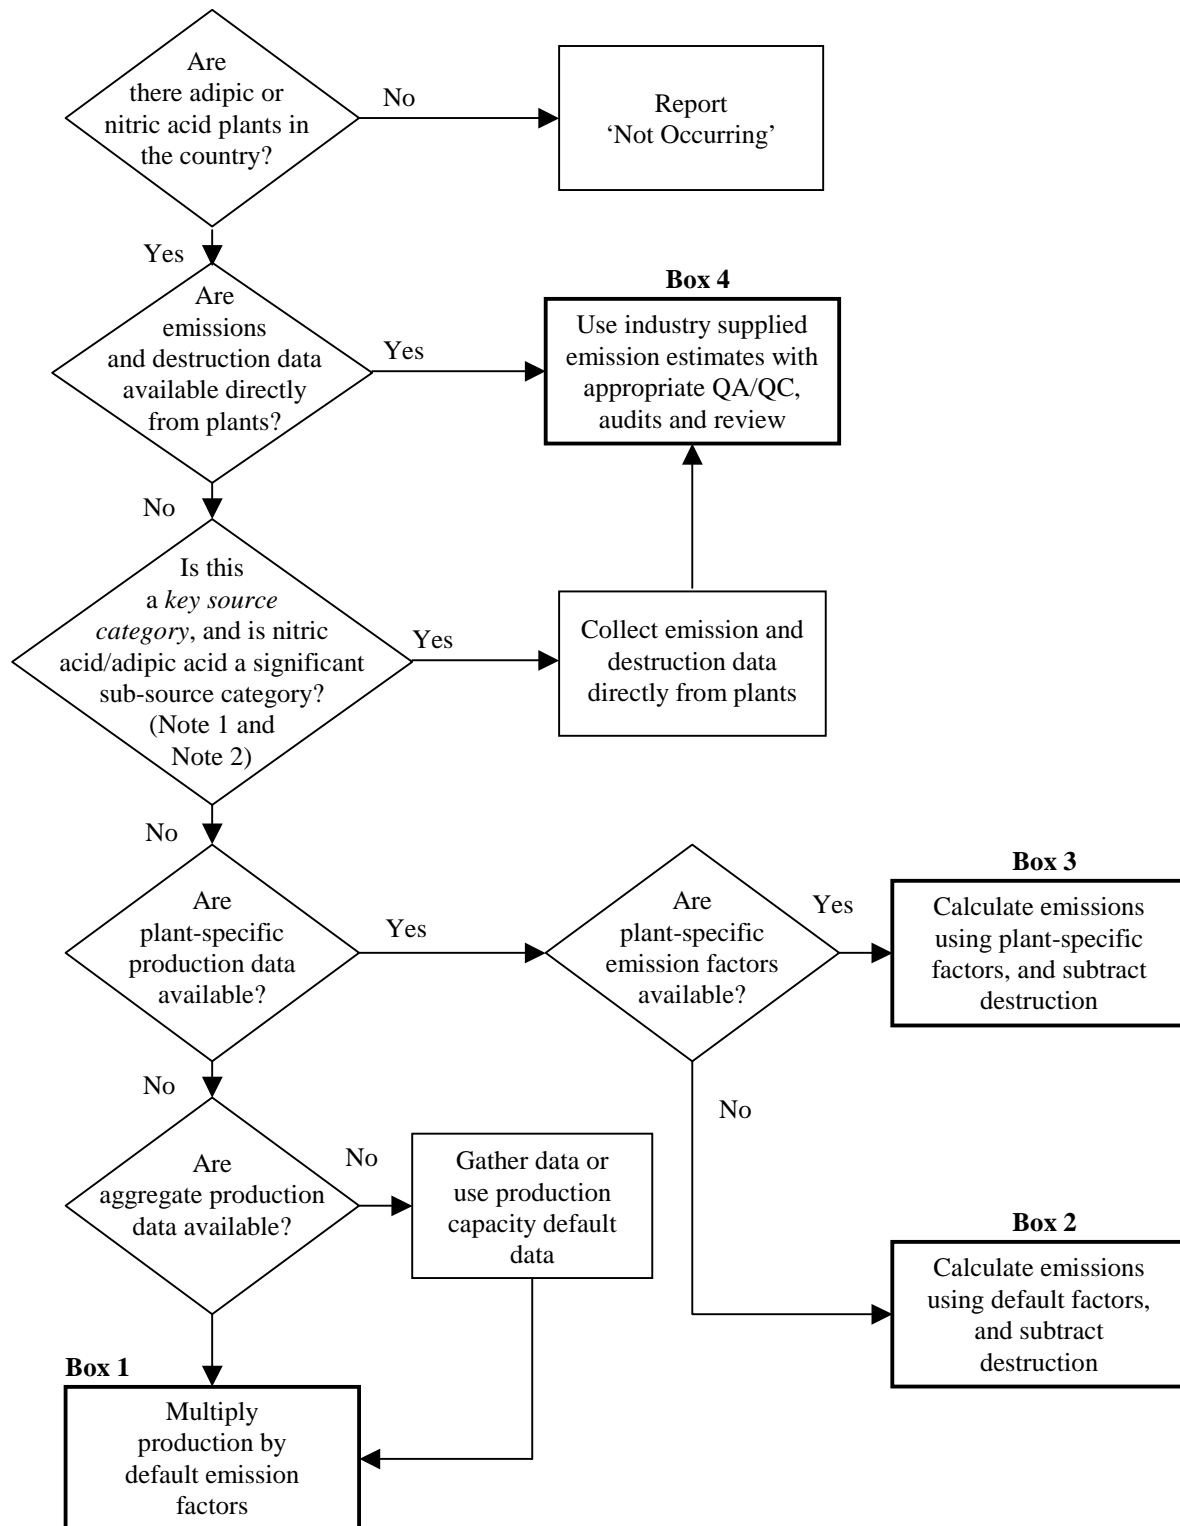 Are
there adipic or
nitric acid plants in
the country?
No
Report
‘Not Occurring’
Yes
Are
emissions
and destruction data
available directly
from plants?
Yes
Box 4
Use industry supplied
emission estimates with
appropriate QA/QC,
audits and review
No
Is this
a key source
category, and is nitric
acid/adipic acid a significant
sub-source category?
(Note 1 and
Note 2)
Yes
Collect emission and
destruction data
directly from plants
No
Are
plant-specific
production data
available?
Yes
Are
plant-specific
emission factors
available?
Yes
Box 3
Calculate emissions
using plant-specific
factors, and subtract
destruction
No
No
Are
aggregate production
data available?
No
Gather data or
use production
capacity default
data
Box 2
Calculate emissions
using default factors,
and subtract
destruction
Box 1
Multiply
production by
default emission
factors